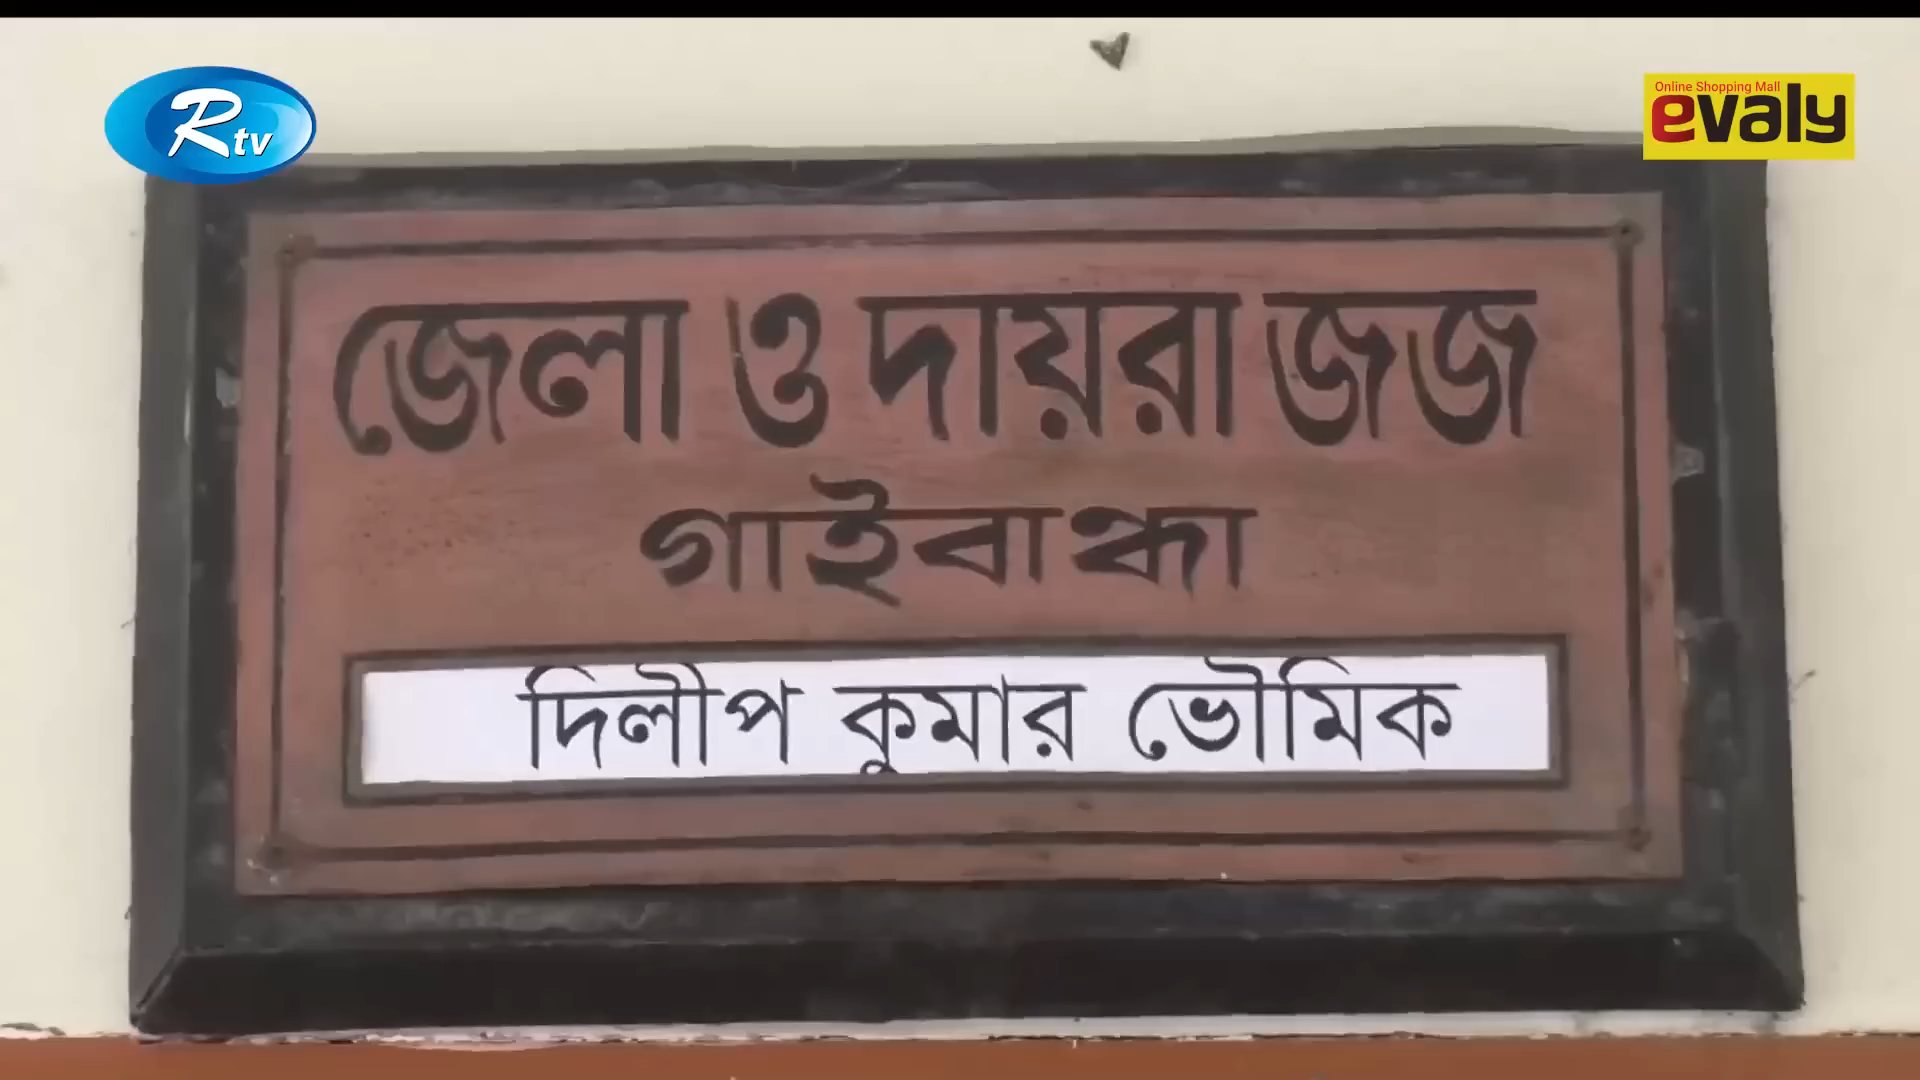 Rtv
Online Shopping Mall
evaly
জেলা ও দায়রা জজ
গাইবান্ধা
দিলীপ কুমার ভৌমিক